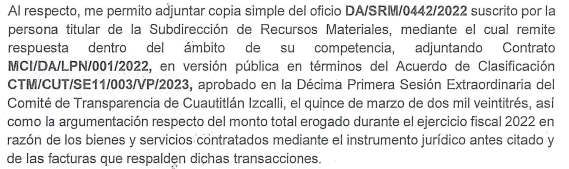 Al respecto, me permito adjuntar copia simple del oficio DA/SRM/0442/2022 suscrito por la
persona titular de la Subdirección de Recursos Materiales, mediante el cual remite
respuesta dentro del ámbito de su competencia, adjuntando Contrato
MCI/DA/LPN/001/2022, en versión pública en términos del Acuerdo de Clasificación
CTM/CUT/SE11/003/VP/2023, aprobado en la Décima Primera Sesión Extraordinaria del
Comité de Transparencia de Cuautitlán Izcalli, el quince de marzo de dos mil veintitrés, así
como la argumentación respecto del monto total erogado durante el ejercicio fiscal 2022 en
razón de los bienes y servicios contratados mediante el instrumento jurídico antes citado y
de las facturas que respalden dichas transacciones.